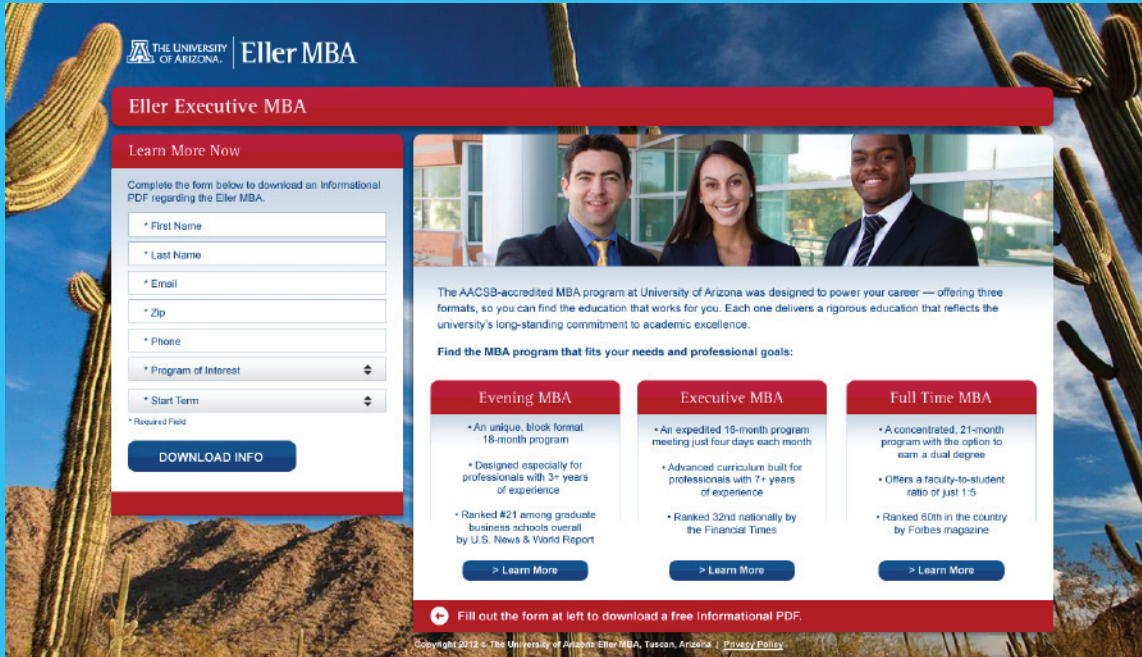 THE UNIVERSITY
OF ARIZONA.
Eller MBA
Eller Executive MBA
Learn More Now
Complete the form below to download an Informational
PDF regarding the Eller MBA.
* First Name
* Last Name
* Email
* Zip
* Phone
* Program of Interest
* Start Term
* Required Field
DOWNLOAD INFO
The AACSB-accredited MBA program at University of Arizona was designed to power your career — offering three
formats, so you can find the education that works for you. Each one delivers a rigorous education that reflects the
university's long-standing commitment to academic excellence.
Find the MBA program that fits your needs and professional goals:
Evening MBA
• An unique, block format
18-month program
• Designed especially for
professionals with 3+ years
of experience
• Ranked #21 among graduate
business schools overall
by U.S. News & World Report
> Learn More
Executive MBA
• An expedited 16-month program
meeting just four days each month
• Advanced curriculum built for
professionals with 7+ years
of experience
• Ranked 32nd nationally by
the Financial Times
> Learn More
Full Time MBA
• A concentrated, 21-month
program with the option to
earn a dual degree
• Offers a faculty-to-student
ratio of just 1:5
• Ranked 60th in the country
by Forbes magazine
> Learn More
Fill out the form at left to download a free Informational PDF.
Copyright 2012 © The University of Arizona Eller MBA, Tuscan, Arizona | Privacy Policy